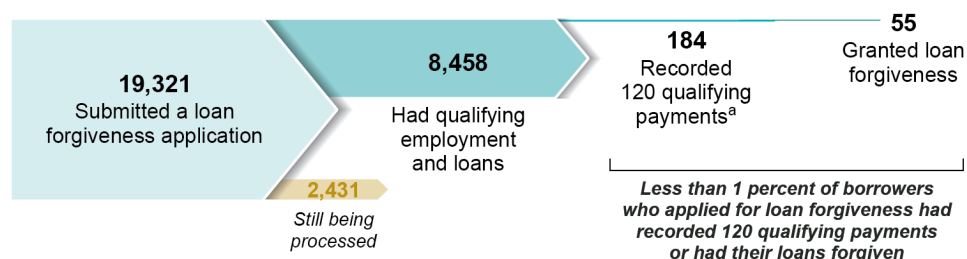 19,321
Submitted a loan
forgiveness application
2,431
Still being
processed
8,458
Had qualifying
employment
and loans
184
Recorded
120 qualifying
paymentsª
55
Granted loan
forgiveness
Less than 1 percent of borrowers
who applied for loan forgiveness had
recorded 120 qualifying payments
or had their loans forgiven